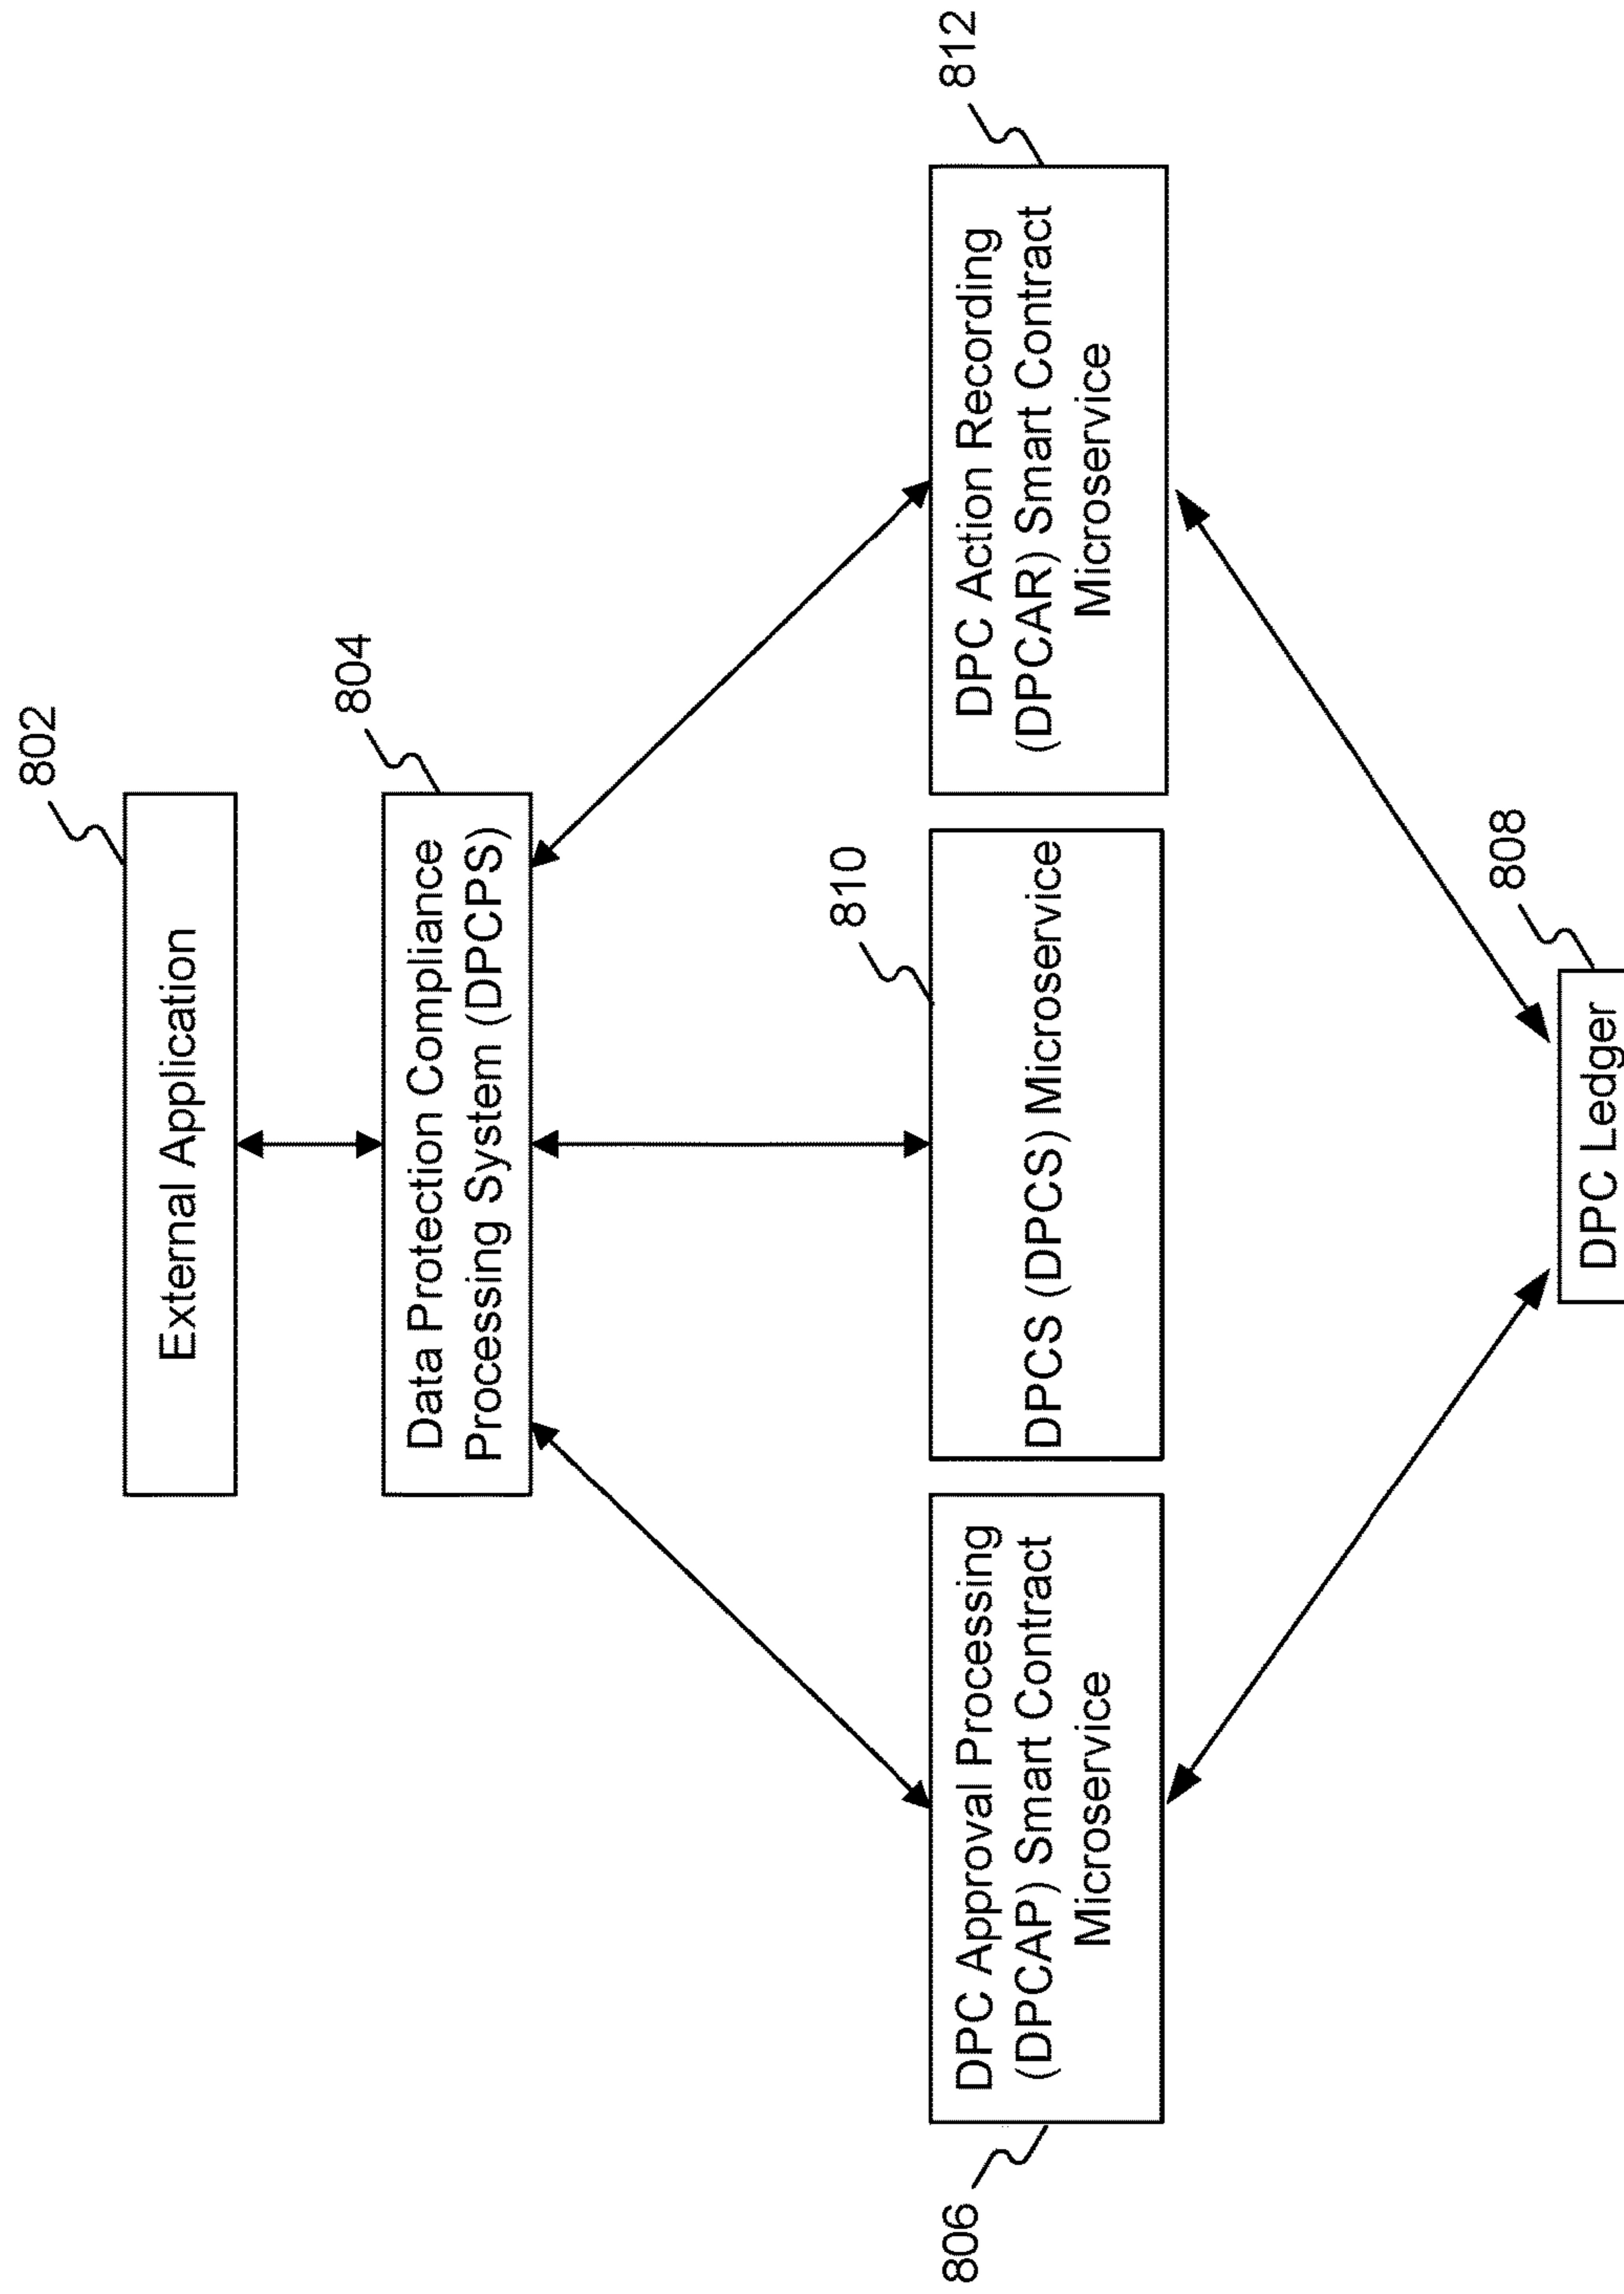 802
External Application
804
Data Protection Compliance
Processing System (DPCPS)
806
DPC Approval Processing
(DPCAP) Smart Contract
Microservice
810
DPCS (DPCS) Microservice
812
DPC Action Recording
(DPCAR) Smart Contract
Microservice
808
DPC Ledger